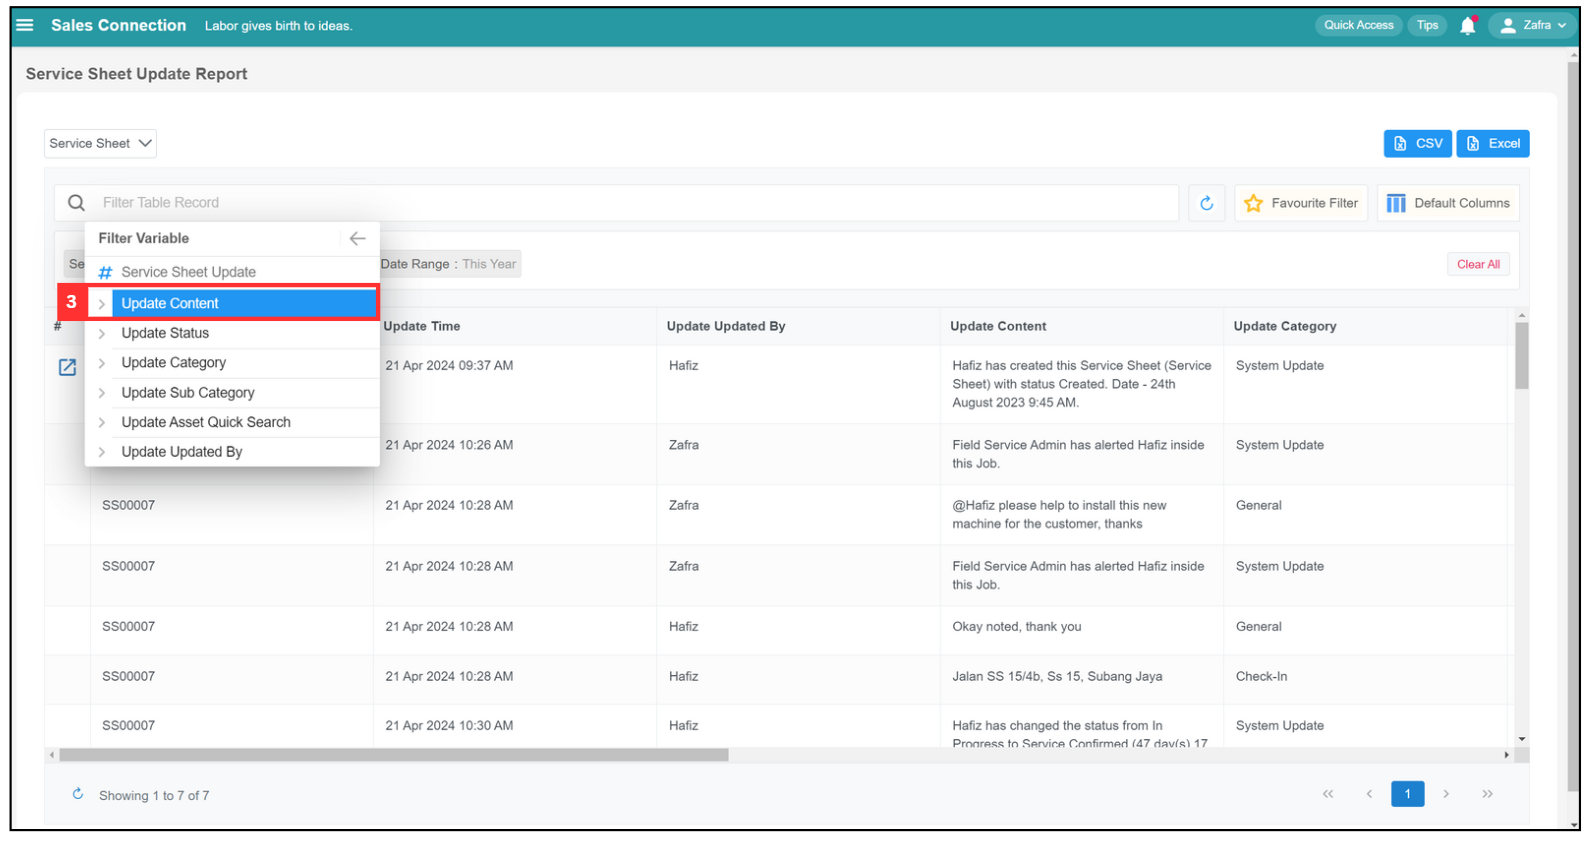 Sales Connection Labor gives birth to ideas. Quick Access Tips Zafra
Service Sheet Update Report
Service Sheet CSV Excel
Filter Table Record Favourite Filter Default Columns
Filter Variable
Se Date Range : This Year Clear All
# Service Sheet Update
3 Update Content
# Update Time Update Updated By Update Content Update Category
Update Status
Update Category
Update Sub Category
Update Asset Quick Search
Update Updated By
21 Apr 2024 09:37 AM Hafiz Hafiz has created this Service Sheet (Service System Update
Sheet) with status Created. Date - 24th
August 2023 9:45 AM.
21 Apr 2024 10:26 AM Zafra Field Service Admin has alerted Hafiz inside System Update
this Job.
SS00007 21 Apr 2024 10:28 AM Zafra @Hafiz please help to install this new General
machine for the customer, thanks
SS00007 21 Apr 2024 10:28 AM Zafra Field Service Admin has alerted Hafiz inside System Update
this Job.
SS00007 21 Apr 2024 10:28 AM Hafiz Okay noted, thank you General
SS00007 21 Apr 2024 10:28 AM Hafiz Jalan SS 15/4b, Ss 15, Subang Jaya Check-In
SS00007 21 Apr 2024 10:30 AM Hafiz Hafiz has changed the status from In System Update
Progress to Service Confirmed (47 day(s) 17
Showing 1 to 7 of 7 << < 1 > >>